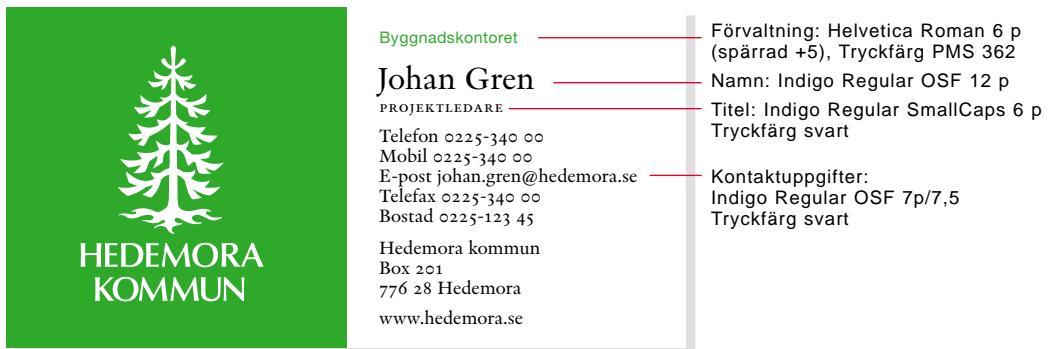 HEDEMORA
KOMMUN
Byggnadskontoret
Johan Gren
PROJEKTLEDARE
Telefon 0225-340 00
Mobil 0225-340 00
E-post johan.gren@hedemora.se
Telefax 0225-340 00
Bostad 0225-123 45
Hedemora kommun
Box 201
776 28 Hedemora
www.hedemora.se
Förvaltning: Helvetica Roman 6 p
(spärrad +5), Tryckfärg PMS 362
Namn: Indigo Regular OSF 12 p
Titel: Indigo Regular SmallCaps 6 p
Tryckfärg svart
Kontaktuppgifter:
Indigo Regular OSF 7p/7,5
Tryckfärg svart